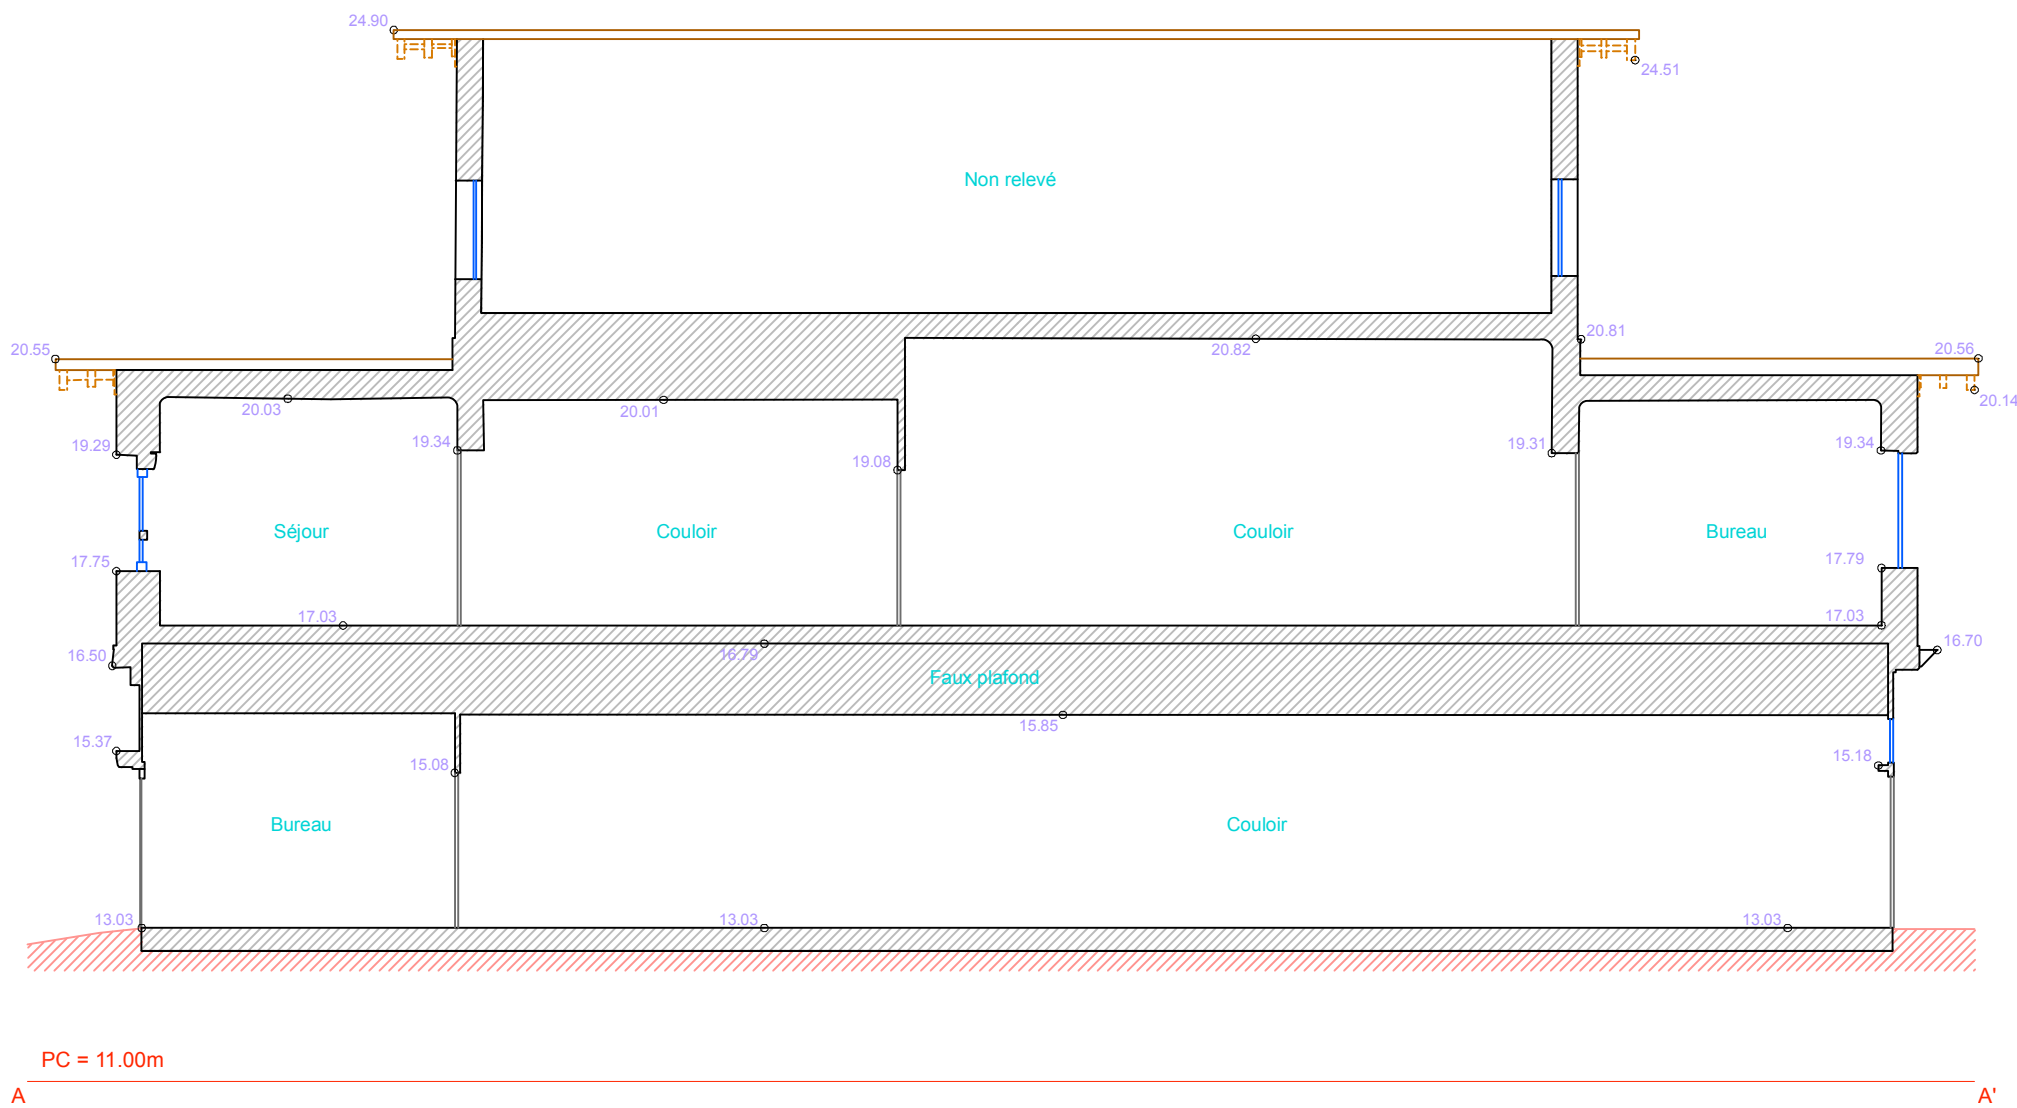 24.90
24.51
Non relevé
20.81
20.55
20.82
20.56
20.03
20.01
20.14
19.29
19.34
19.08
19.31
19.34
Séjour
Couloir
Couloir
Bureau
17.75
17.79
17.03
17.03
16.50
16.79
16.70
Faux plafond
15.85
15.37
15.08
15.18
Bureau
Couloir
13.03
13.03
13.03
PC = 11.00m
A
A'